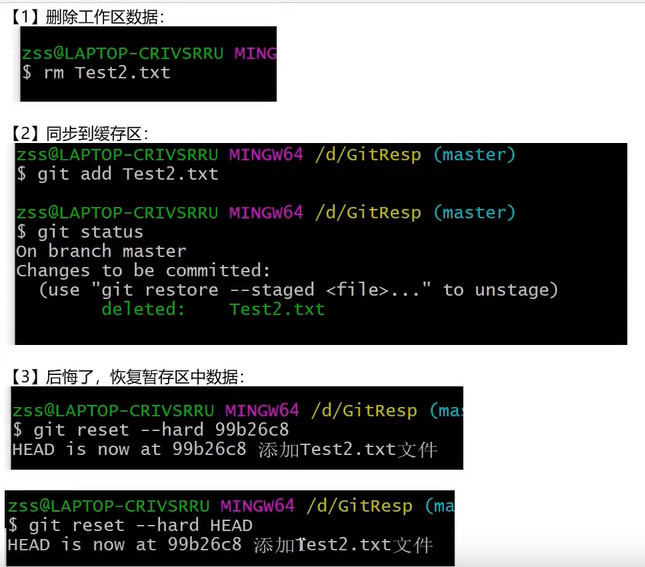 【1】删除工作区数据：
zss@LAPTOP-CRIVSRRU MING
$ rm Test2.txt
【2】同步到缓存区：
zss@LAPTOP-CRIVSRRU MINGW64 /d/GitResp (master)
$ git add Test2.txt
zss@LAPTOP-CRIVSRRU MINGW64 /d/GitResp (master)
$ git status
On branch master
Changes to be committed:
  (use "git restore --staged <file>..." to unstage)
        deleted:    Test2.txt
【3】后悔了，恢复暂存区中数据：
zss@LAPTOP-CRIVSRRU MINGW64 /d/GitResp (ma
$ git reset --hard 99b26c8
HEAD is now at 99b26c8 添加Test2.txt文件
zss@LAPTOP-CRIVSRRU MINGW64 /d/GitResp (ma
$ git reset --hard HEAD
HEAD is now at 99b26c8 添加Test2.txt文件